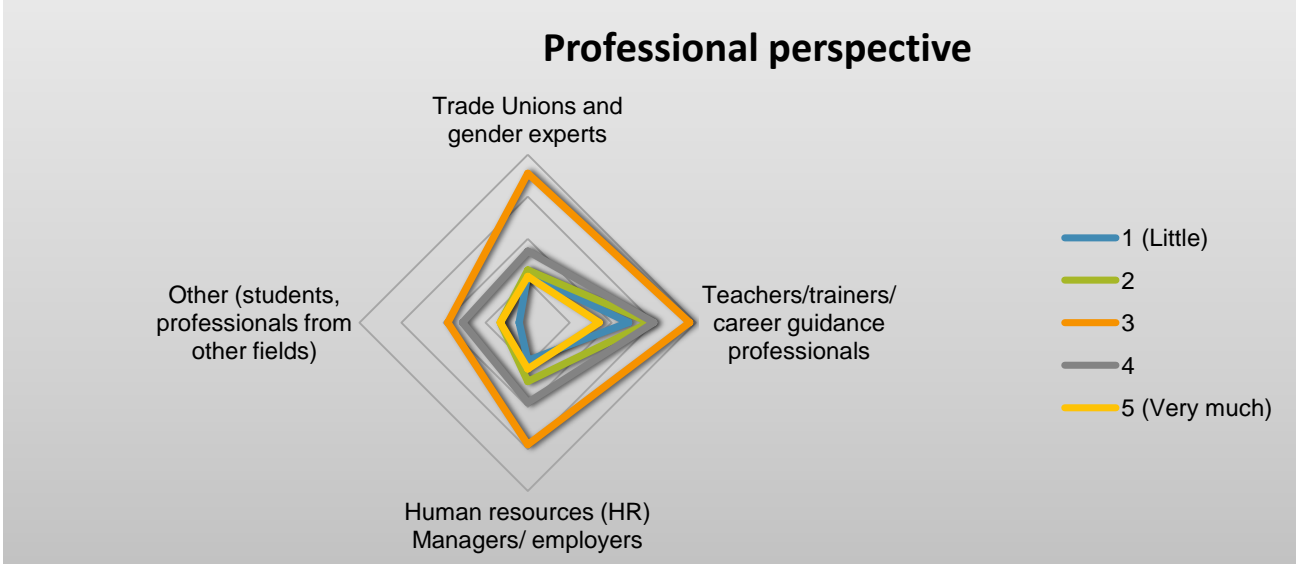 Professional perspective
Trade Unions and
gender experts
Other (students,
professionals from
other fields)
Teachers/trainers/
career guidance
professionals
Human resources (HR)
Managers/ employers
1 (Little)
2
3
4
5 (Very much)